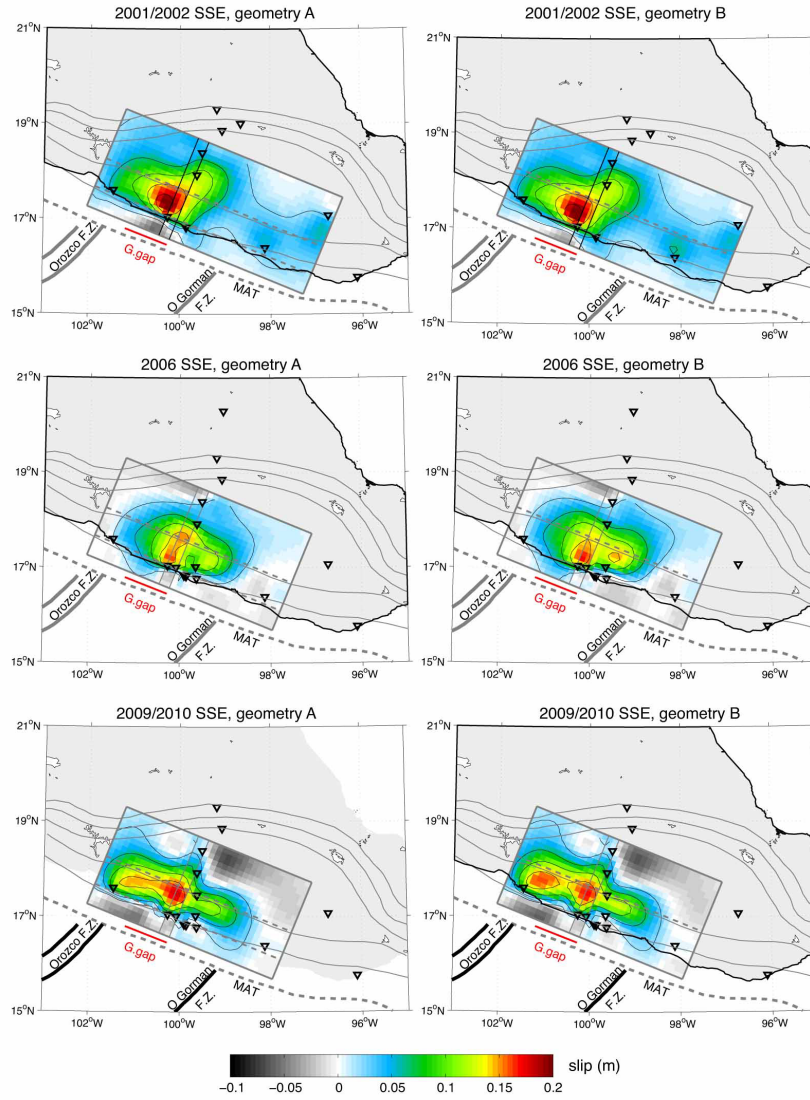 2001/2002 SSE, geometry A
2001/2002 SSE, geometry B
21°N
19°N
17°N
15°N
102°W
100°W
98°W
96°W
Orozco F.Z.
G.gap
O Gorman
F.Z.
MAT
21°N
19°N
17°N
15°N
102°W
100°W
98°W
96°W
Orozco F.Z.
G.gap
O Gorman
F.Z.
MAT
2006 SSE, geometry A
2006 SSE, geometry B
21°N
19°N
17°N
15°N
102°W
100°W
98°W
96°W
Orozco F.Z.
G.gap
O Gorman
F.Z.
MAT
21°N
19°N
17°N
15°N
102°W
100°W
98°W
96°W
Orozco F.Z.
G.gap
O Gorman
F.Z.
MAT
2009/2010 SSE, geometry A
2009/2010 SSE, geometry B
21°N
19°N
17°N
15°N
102°W
100°W
98°W
96°W
Orozco F.Z.
G.gap
O Gorman
F.Z.
MAT
21°N
19°N
17°N
15°N
102°W
100°W
98°W
96°W
Orozco F.Z.
G.gap
O Gorman
F.Z.
MAT
slip (m)
−0.1 −0.05 0 0.05 0.1 0.15 0.2